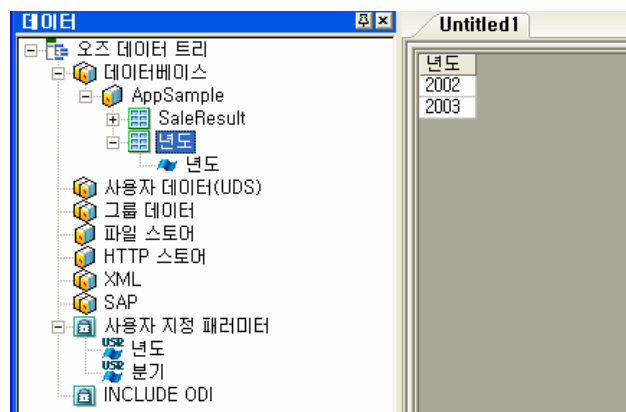 데이터
오즈 데이터 트리
데이터베이스
AppSample
SaleResult
년도
년도
사용자 데이터(UDS)
그룹 데이터
파일 스토어
HTTP 스토어
XML
SAP
사용자 지정 패러미터
USR 년도
USR 분기
INCLUDE ODI
Untitled1
년도
2002
2003